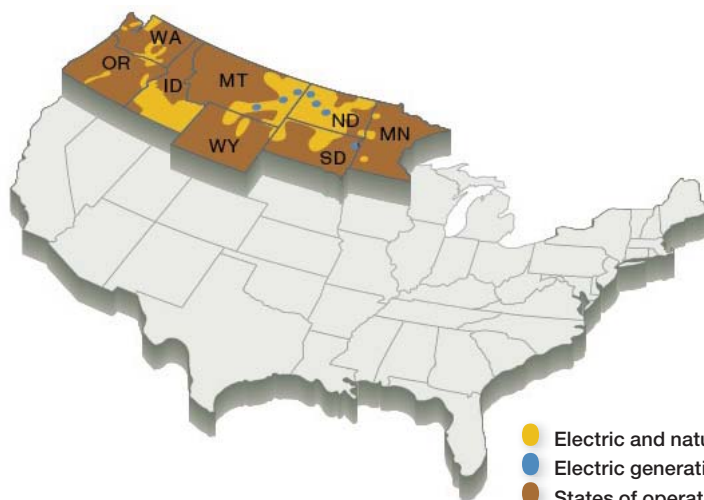 WA
OR
ID
MT
ND
MN
WY
SD
Electric and
Electric
States of